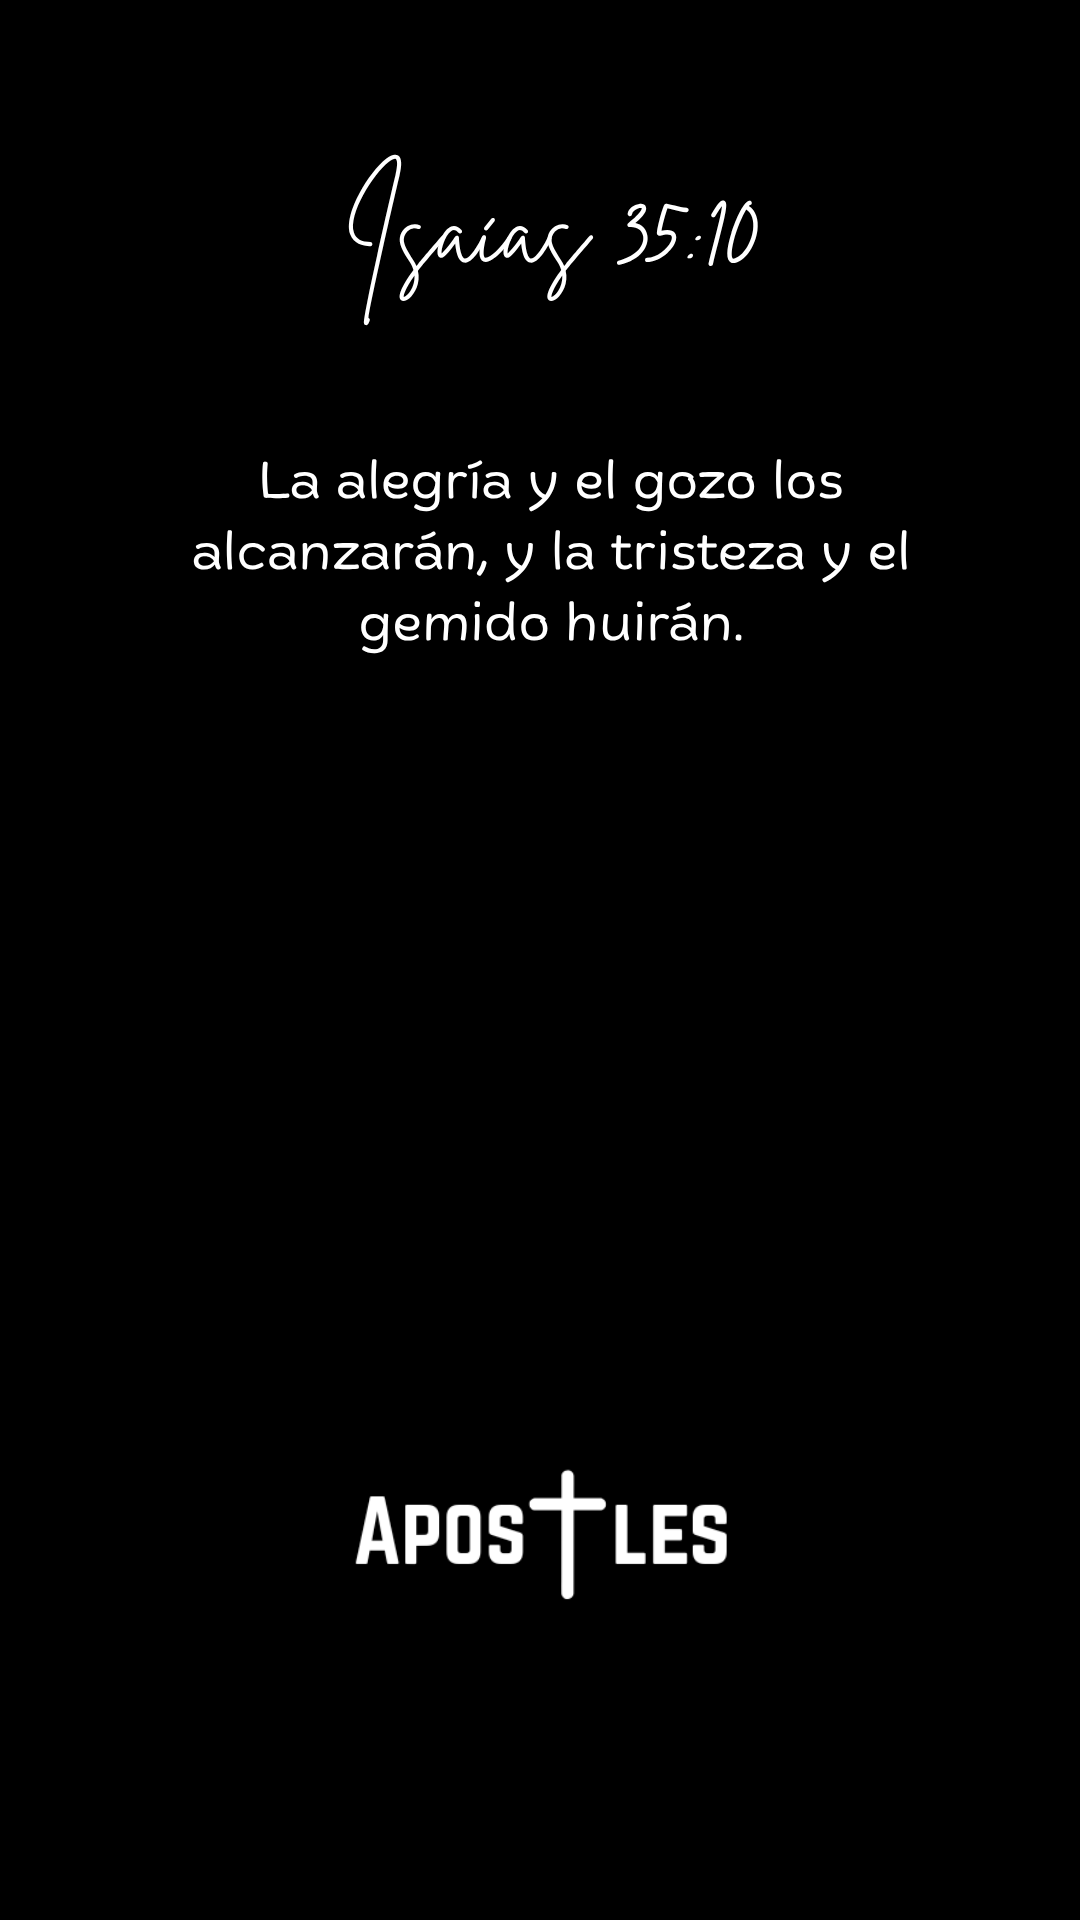 Isaías 35:10
La alegría y el gozo los
alcanzarán, y la tristeza y el
gemido huirán.
APOSTLES